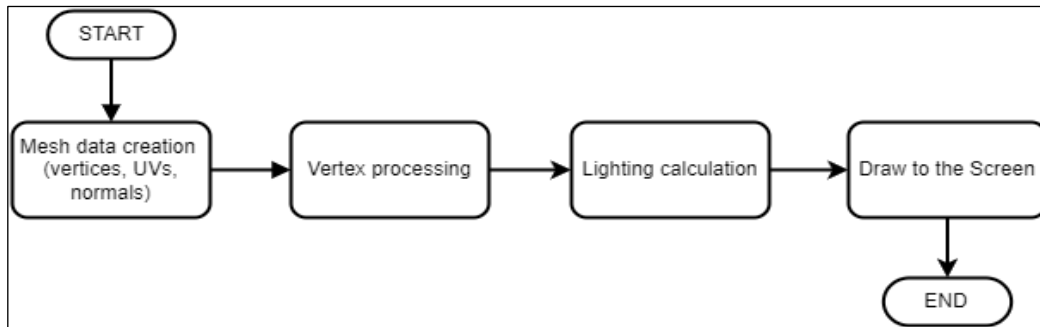 START
Mesh data creation
(vertices, UVs,
normals)
Vertex processing
Lighting calculation
Draw to the Screen
END